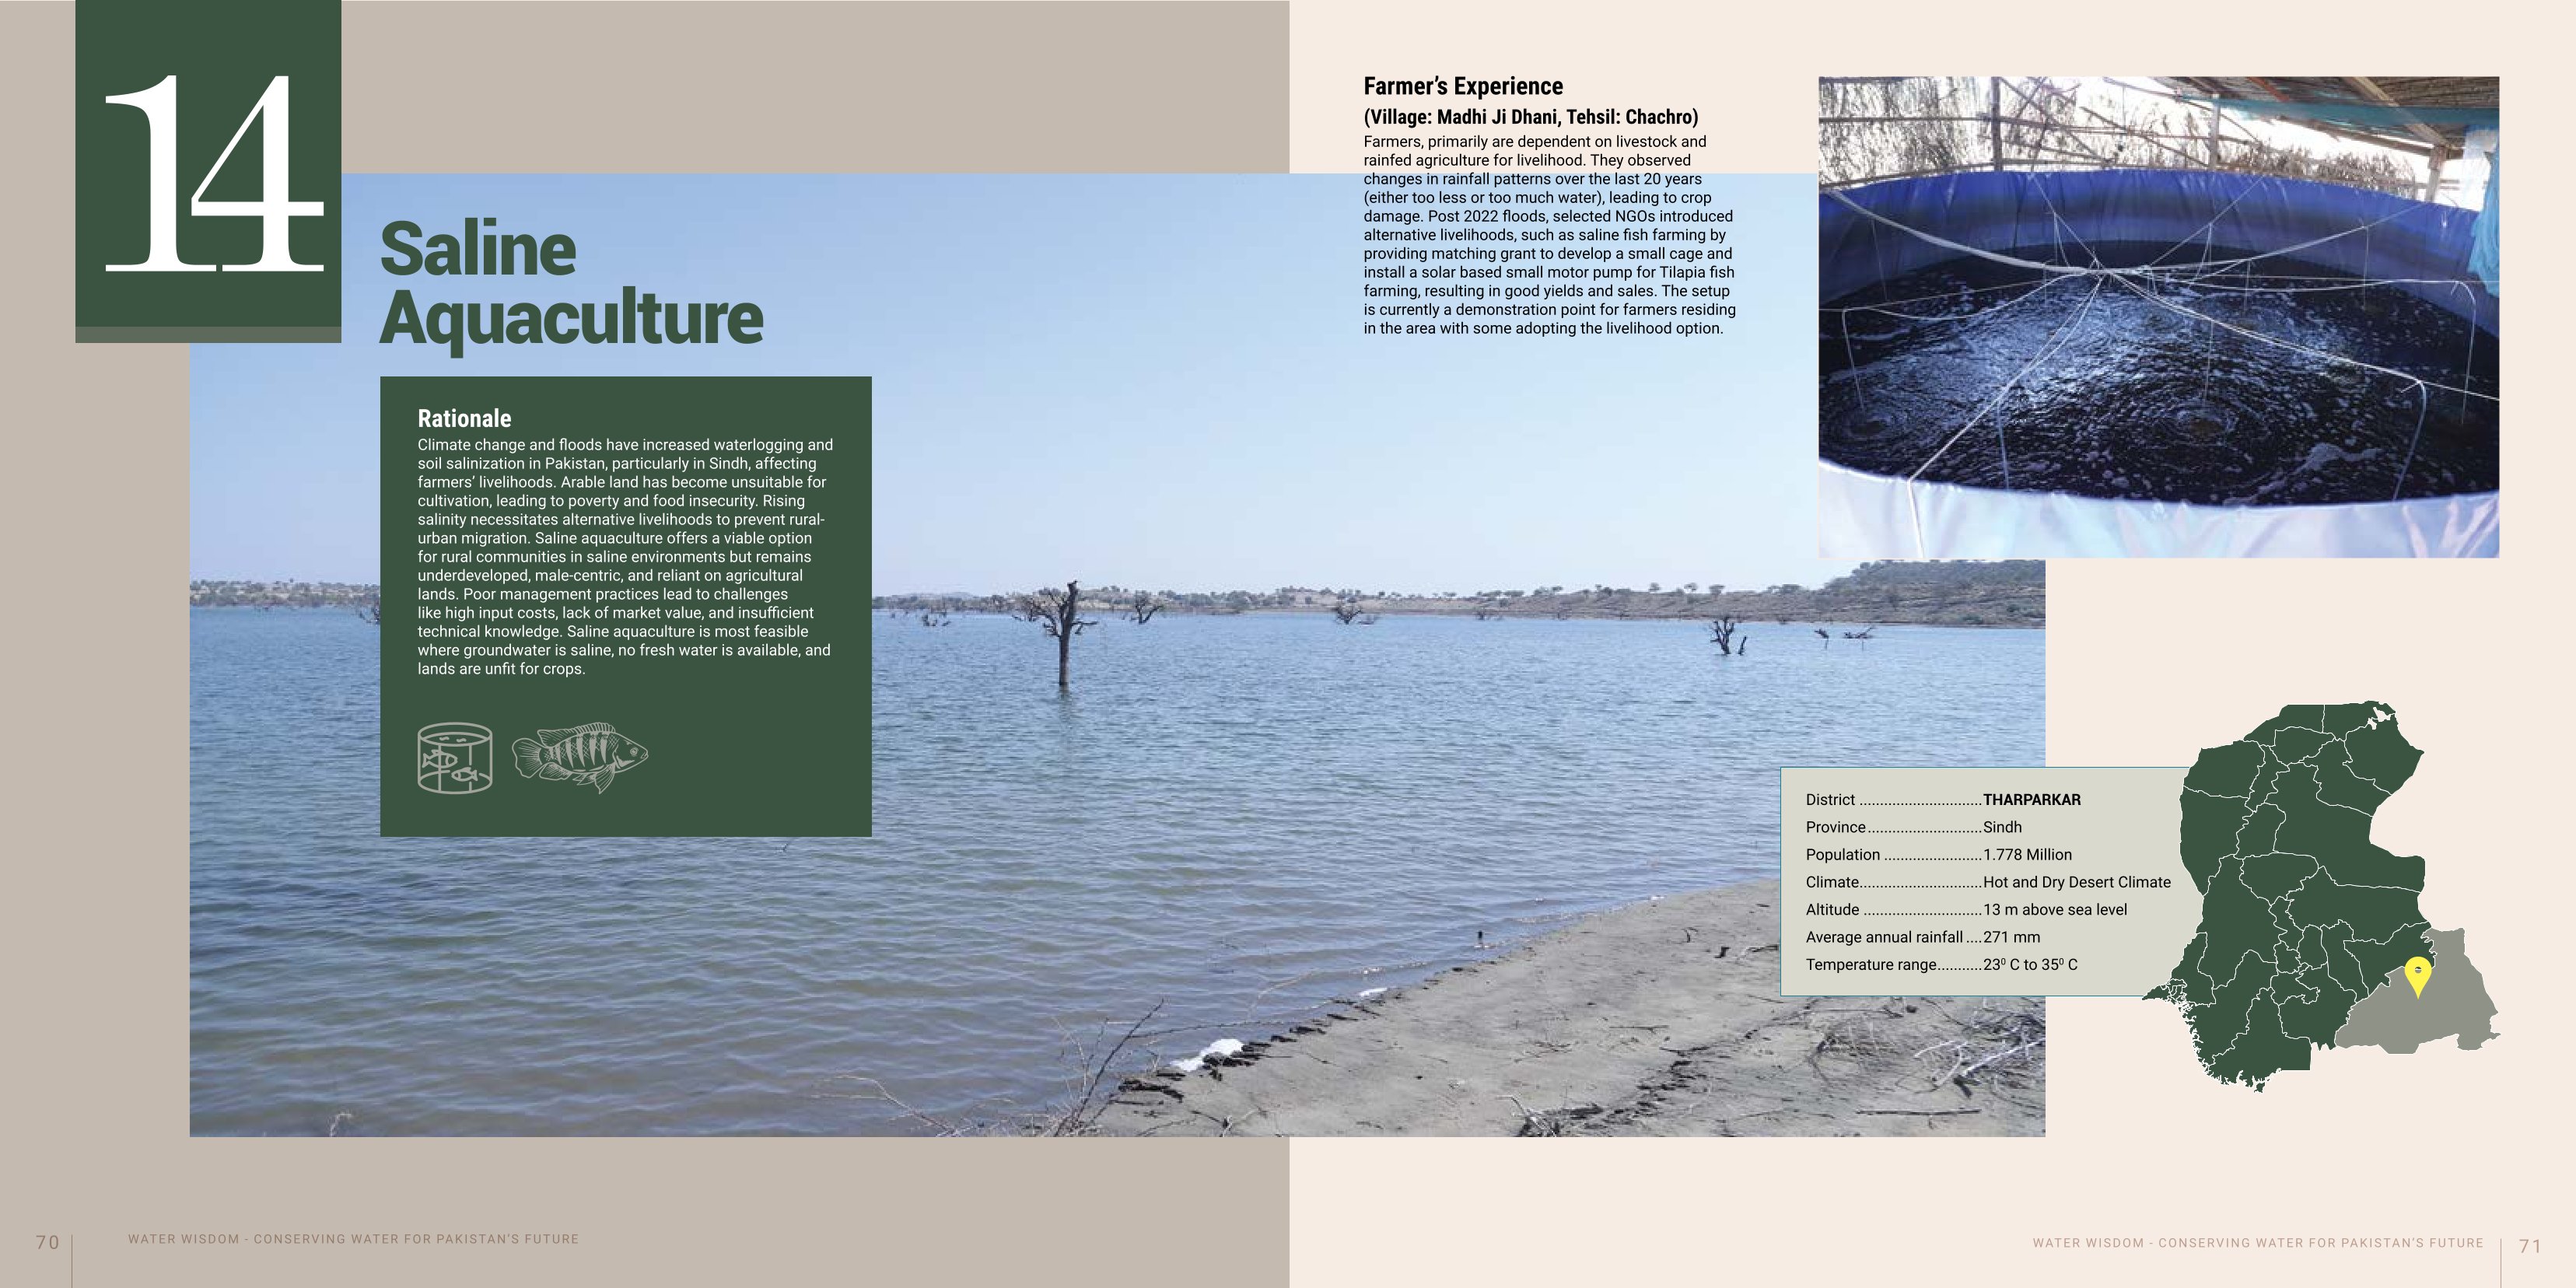 14
Saline
Aquaculture
Rationale
Climate change and floods have increased waterlogging and
soil salinization in Pakistan, particularly in Sindh, affecting
farmers' livelihoods. Arable land has become unsuitable for
cultivation, leading to poverty and food insecurity. Rising
salinity necessitates alternative livelihoods to prevent rural-
urban migration. Saline aquaculture offers a viable option
for rural communities in saline environments but remains
underdeveloped, male-centric, and reliant on agricultural
lands. Poor management practices lead to challenges
like high input costs, lack of market value, and insufficient
technical knowledge. Saline aquaculture is most feasible
where groundwater is saline, no fresh water is available, and
lands are unfit for crops.
70
WATER WISDOM - CONSERVING WATER FOR PAKISTAN'S FUTURE
Farmer's Experience
(Village: Madhi Ji Dhani, Tehsil: Chachro)
Farmers, primarily are dependent on livestock and
rainfed agriculture for livelihood. They observed
changes in rainfall patterns over the last 20 years
(either too less or too much water), leading to crop
damage. Post 2022 floods, selected NGOs introduced
alternative livelihoods, such as saline fish farming by
providing matching grant to develop a small cage and
install a solar based small motor pump for Tilapia fish
farming, resulting in good yields and sales. The setup
is currently a demonstration point for farmers residing
in the area with some adopting the livelihood option.
District ..............................THARPARKAR
Province............................Sindh
Population ........................1.778 Million
Climate..............................Hot and Dry Desert Climate
Altitude .............................13 m above sea level
Average annual rainfall ....271 mm
Temperature range...........23⁰ C to 35⁰ C
WATER WISDOM - CONSERVING WATER FOR PAKISTAN'S FUTURE
71